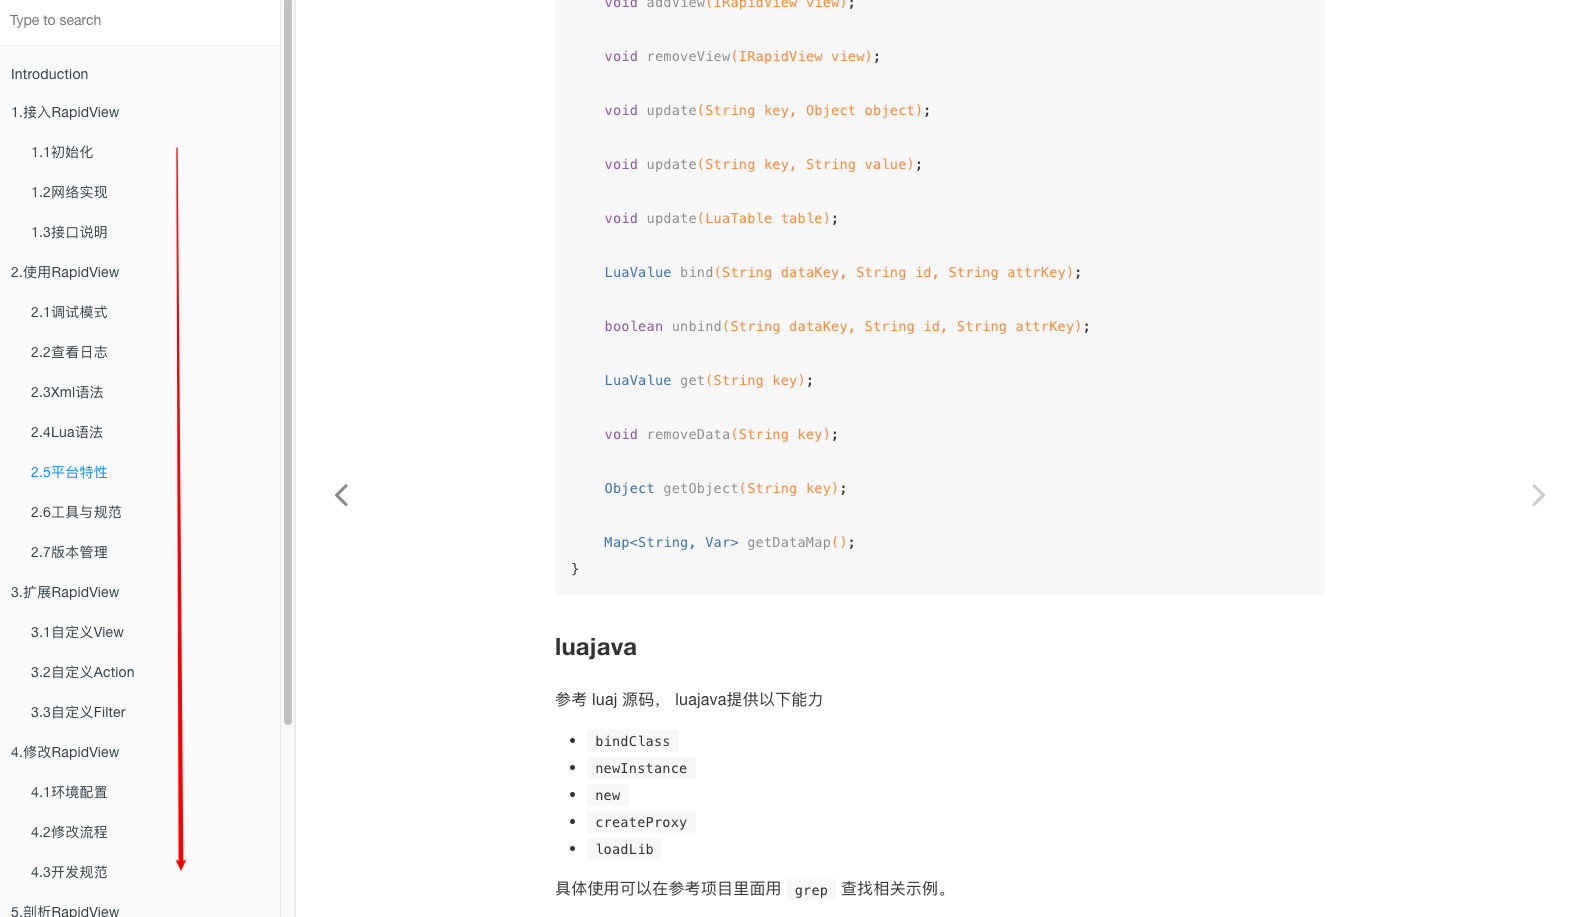 Type to search
Introduction
1.接入RapidView
1.1初始化
1.2网络实现
1.3接口说明
2.使用RapidView
2.1调试模式
2.2查看日志
2.3Xml语法
2.4Lua语法
2.5平台特性
2.6工具与规范
2.7版本管理
3.扩展RapidView
3.1自定义View
3.2自定义Action
3.3自定义Filter
4.修改RapidView
4.1环境配置
4.2修改流程
4.3开发规范
5.剖析RapidView
void addView(IRapidView view);
void removeView(IRapidView view);
void update(String key, Object object);
void update(String key, String value);
void update(LuaTable table);
LuaValue bind(String dataKey, String id, String attrKey);
boolean unbind(String dataKey, String id, String attrKey);
LuaValue get(String key);
void removeData(String key);
Object getObject(String key);
Map<String, Var> getDataMap();
}
luajava
参考 luaj 源码， luajava提供以下能力
• bindClass
• newInstance
• new
• createProxy
• loadLib
具体使用可以在参考项目里面用 grep 查找相关示例。